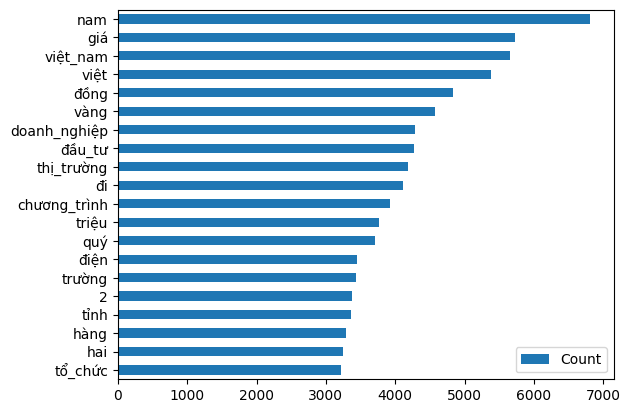 nam
giá
việt_nam
việt
đồng
vàng
doanh_nghiệp
đầu_tư
thị_trường
đi
chương_trình
triệu
quý
điện
trường
2
tỉnh
hàng
hai
tổ_chức
0 1000 2000 3000 4000 5000 6000 7000
Count